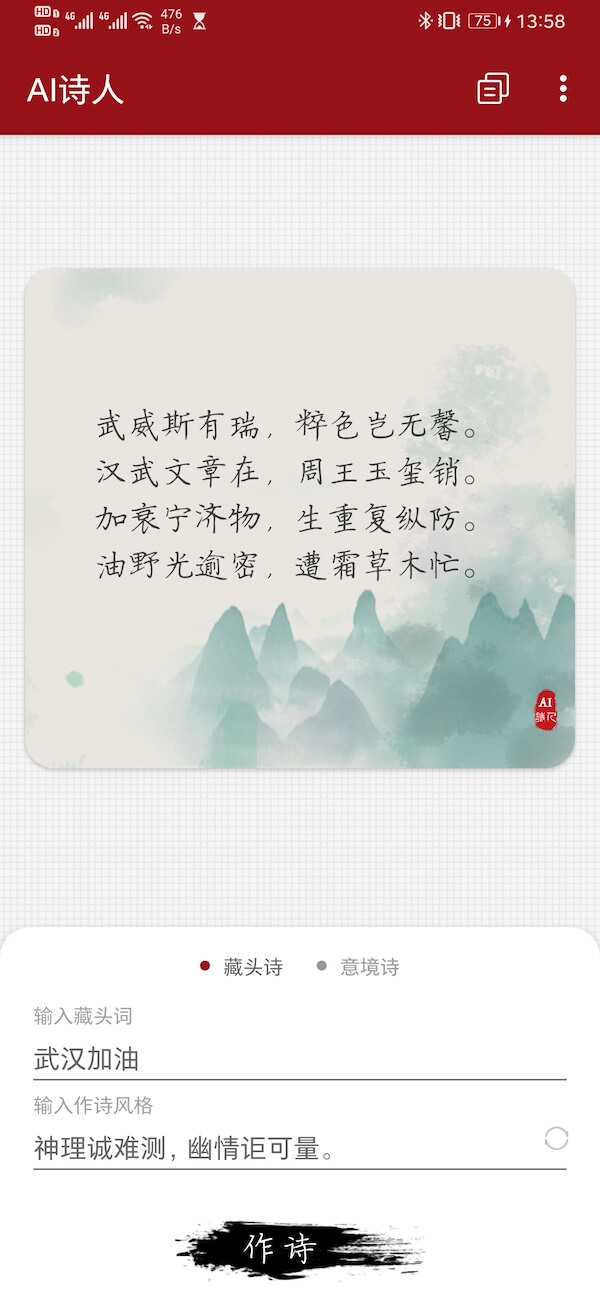 HD 1 4G 4G 476 B/s 75 13:58
HD 2
AI诗人
武威斯有瑞，粹色岂无馨。
汉武文章在，周王玉玺销。
加衰宁济物，生重复纵防。
油野光逾密，遭霜草木忙。
AI
诗人
藏头诗 意境诗
输入藏头词
武汉加油
输入作诗风格
神理诚难测，幽情讵可量。
作诗